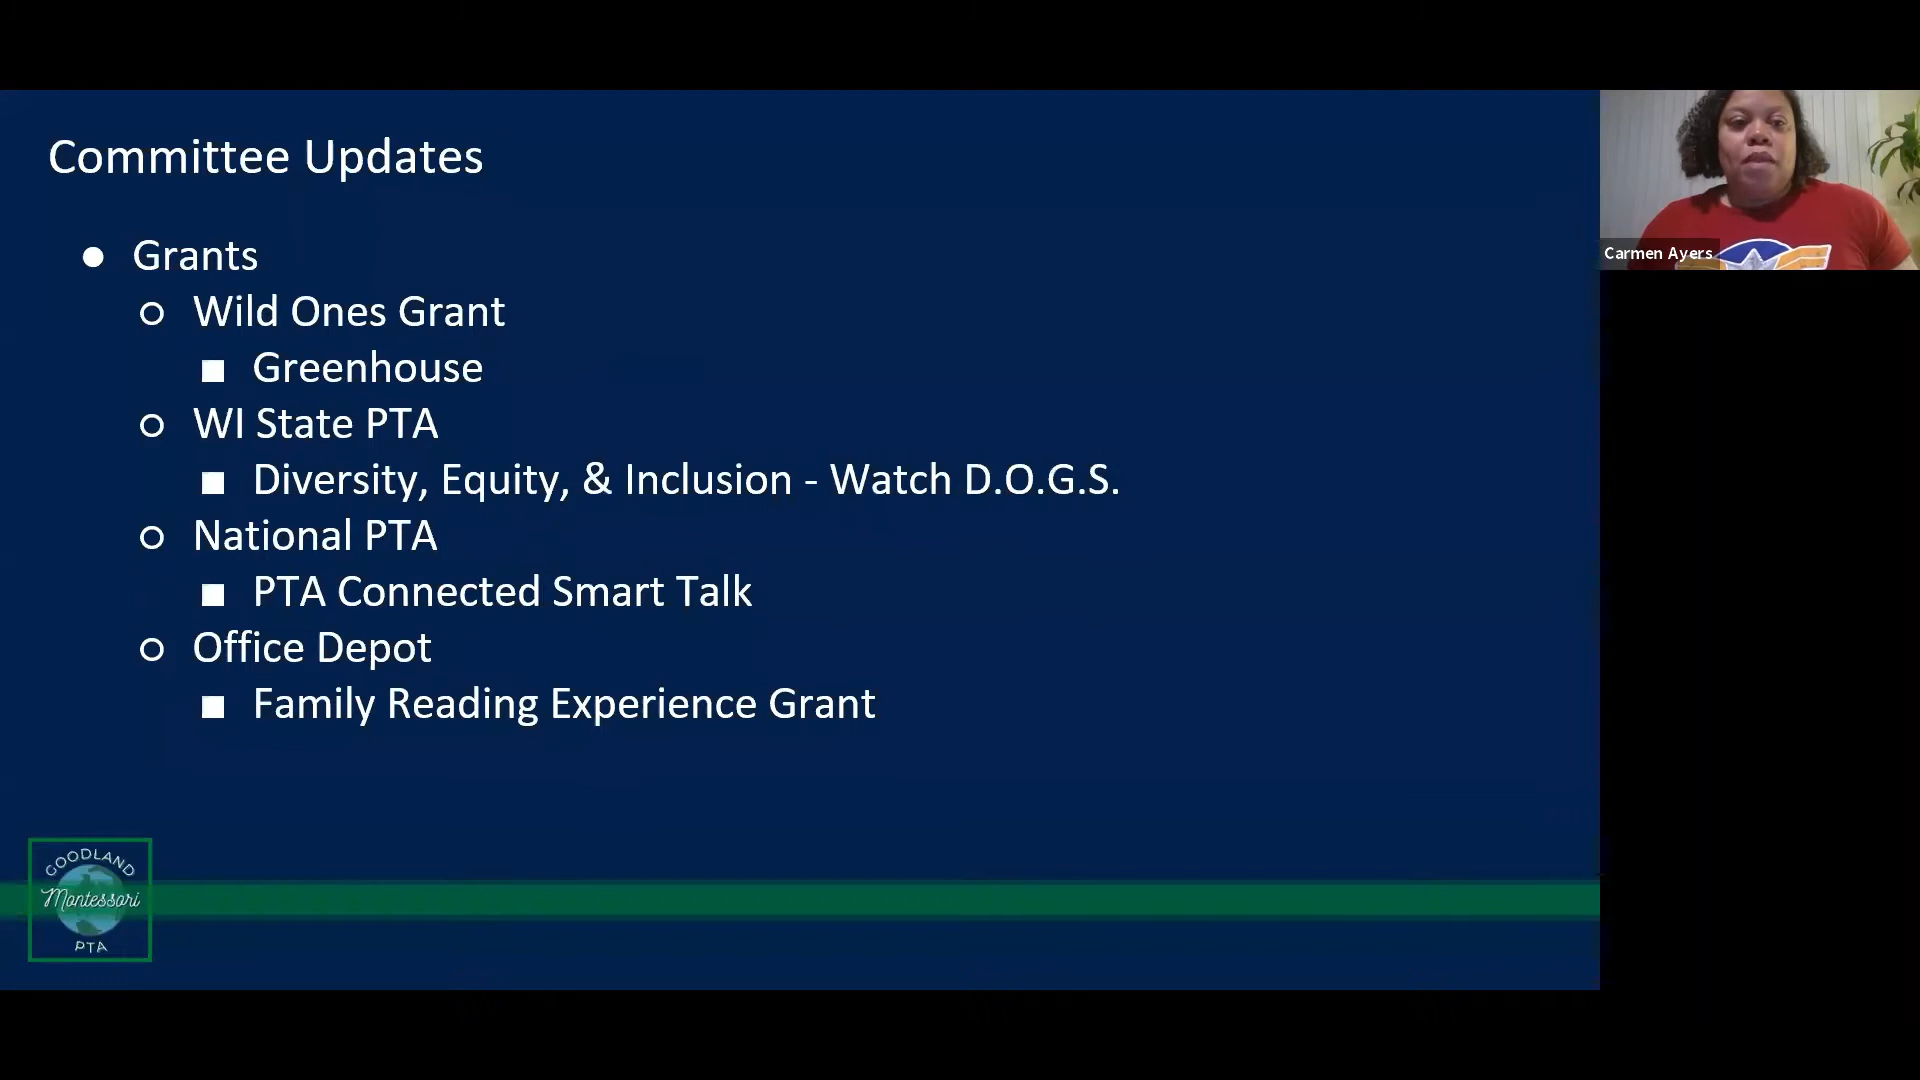 Committee Updates
● Grants
○ Wild Ones Grant
■ Greenhouse
○ WI State PTA
■ Diversity, Equity, & Inclusion - Watch D.O.G.S.
○ National PTA
■ PTA Connected Smart Talk
○ Office Depot
■ Family Reading Experience Grant
Carmen Ayers
GOODLAND
Montessori
PTA